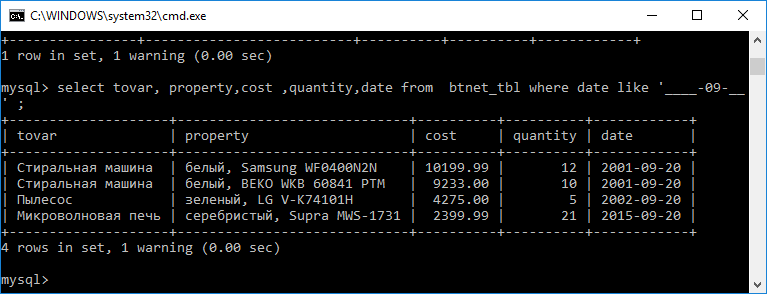 C:\WINDOWS\system32\cmd.exe
+----------------+--------------------------+----------+----------+------------+
1 row in set, 1 warning (0.00 sec)
mysql> select tovar, property,cost ,quantity,date from  btnet_tbl where date like '____-09-__
' ;
+--------------------+----------------------------+----------+----------+------------+
| tovar              | property                   | cost     | quantity | date       |
+--------------------+----------------------------+----------+----------+------------+
| Стиральная машина  | белый, Samsung WF0400N2N   | 10199.99 |       12 | 2001-09-20 |
| Стиральная машина  | белый, BEKO WKB 60841 PTM  |  9233.00 |       10 | 2001-09-20 |
| Пылесос            | зеленый, LG V-K74101H      |  4275.00 |        5 | 2002-09-20 |
| Микроволновая печь | серебристый, Supra MWS-1731 |  2399.99 |       21 | 2015-09-20 |
+--------------------+----------------------------+----------+----------+------------+
4 rows in set, 1 warning (0.00 sec)
mysql>